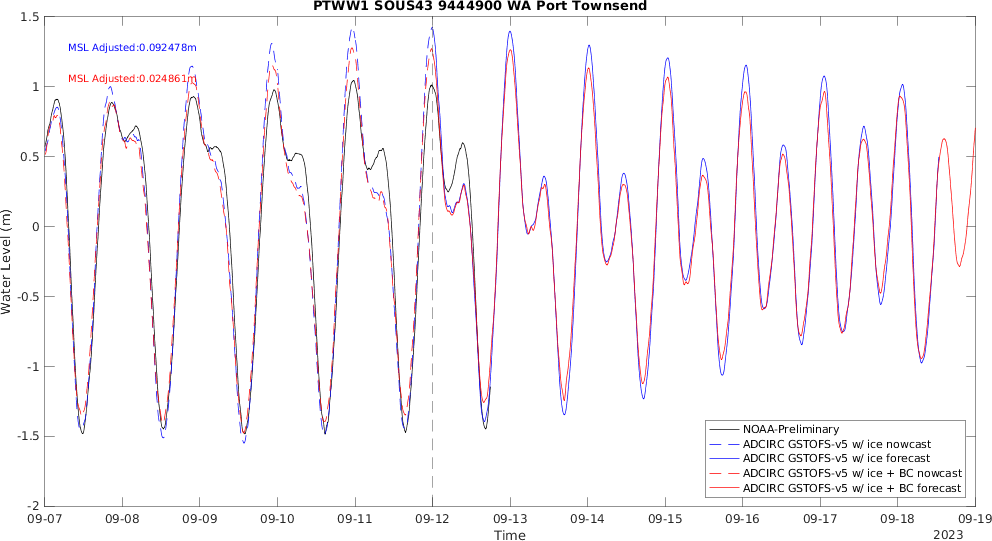 PTWW1 SOUS43 9444900 WA Port Townsend
1.5
MSL Adjusted:0.092478m
MSL Adjusted:0.024861m
1
0.5
0
-0.5
-1
-1.5
-2
Water Level (m)
NOAA-Preliminary
ADCIRC GSTOFS-v5 w/ ice nowcast
ADCIRC GSTOFS-v5 w/ ice forecast
ADCIRC GSTOFS-v5 w/ ice + BC nowcast
ADCIRC GSTOFS-v5 w/ ice + BC forecast
09-07 09-08 09-09 09-10 09-11 09-12 09-13 09-14 09-15 09-16 09-17 09-18 09-19
Time
2023